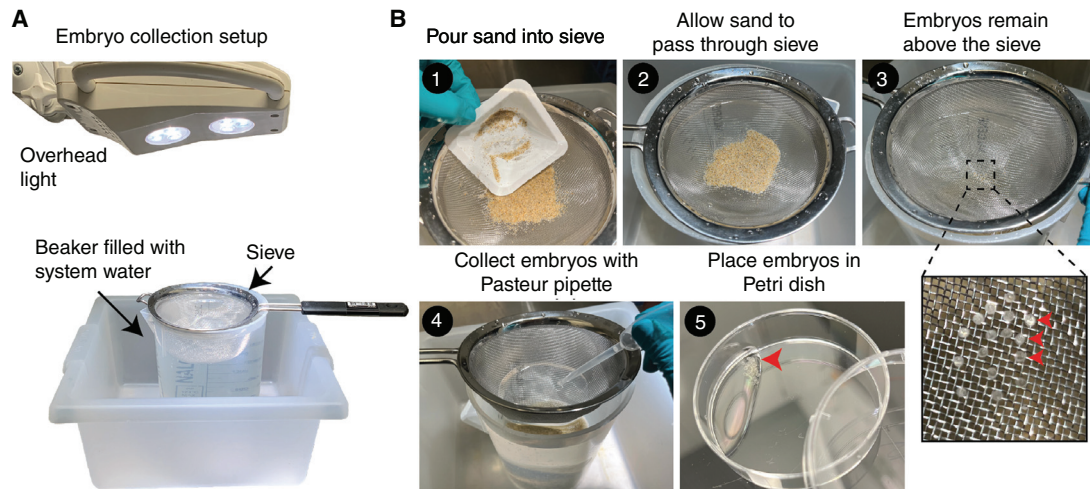 A
Embryo collection setup
Overhead
light
Beaker filled with
system water
Sieve
B
Pour sand into sieve
Allow sand to
pass through sieve
Embryos remain
above the sieve
1
2
3
Collect embryos with
Pasteur pipette
Place embryos in
Petri dish
4
5